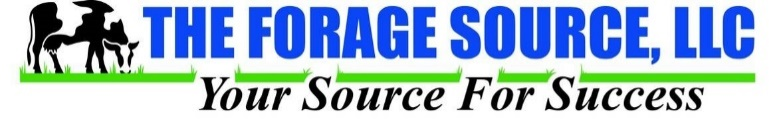 THE FORAGE SOURCE, LLC
Your Source For Success